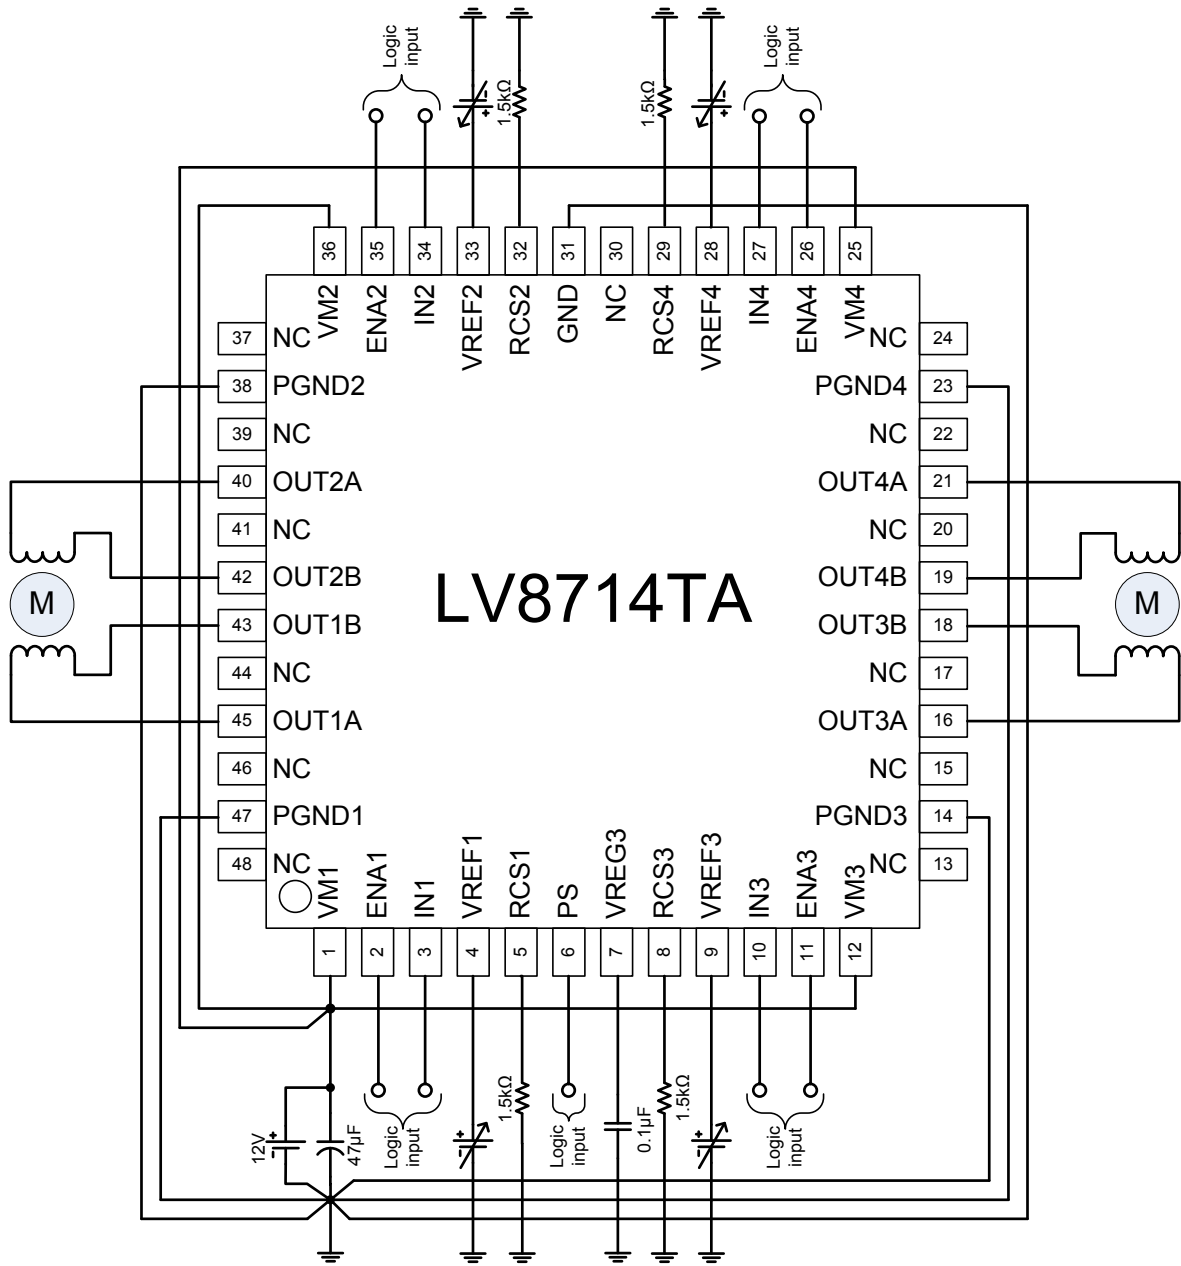 Logic
input
1.5kΩ
1.5kΩ
Logic
input
- +
- +
36
35
34
33
32
31
30
29
28
27
26
25
VM2
ENA2
IN2
VREF2
RCS2
GND
NC
RCS4
VREF4
IN4
ENA4
VM4
37 NC
NC 24
38 PGND2
PGND4 23
39 NC
NC 22
40 OUT2A
OUT4A 21
41 NC
NC 20
42 OUT2B
OUT4B 19
M
LV8714TA
M
43 OUT1B
OUT3B 18
44 NC
NC 17
45 OUT1A
OUT3A 16
46 NC
NC 15
47 PGND1
PGND3 14
48 NC
NC 13
VM1
ENA1
IN1
VREF1
RCS1
PS
VREG3
RCS3
VREF3
IN3
ENA3
VM3
1
2
3
4
5
6
7
8
9
10
11
12
12V
+ -
47µF
Logic
input
+ -
1.5kΩ
Logic
input
0.1µF
1.5kΩ
+ -
Logic
input